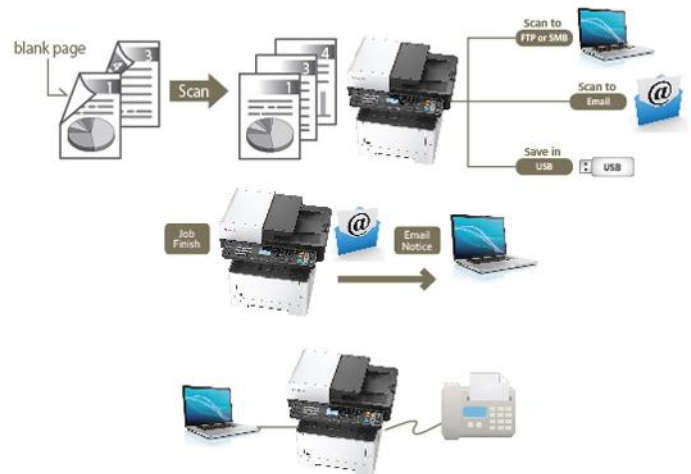 blank page
1
4
3
Scan
1
3
4
Scan to
FTP or SMB
Scan to
Email
@
Save in
USB
USB
Job
Finish
@
Email
Notice